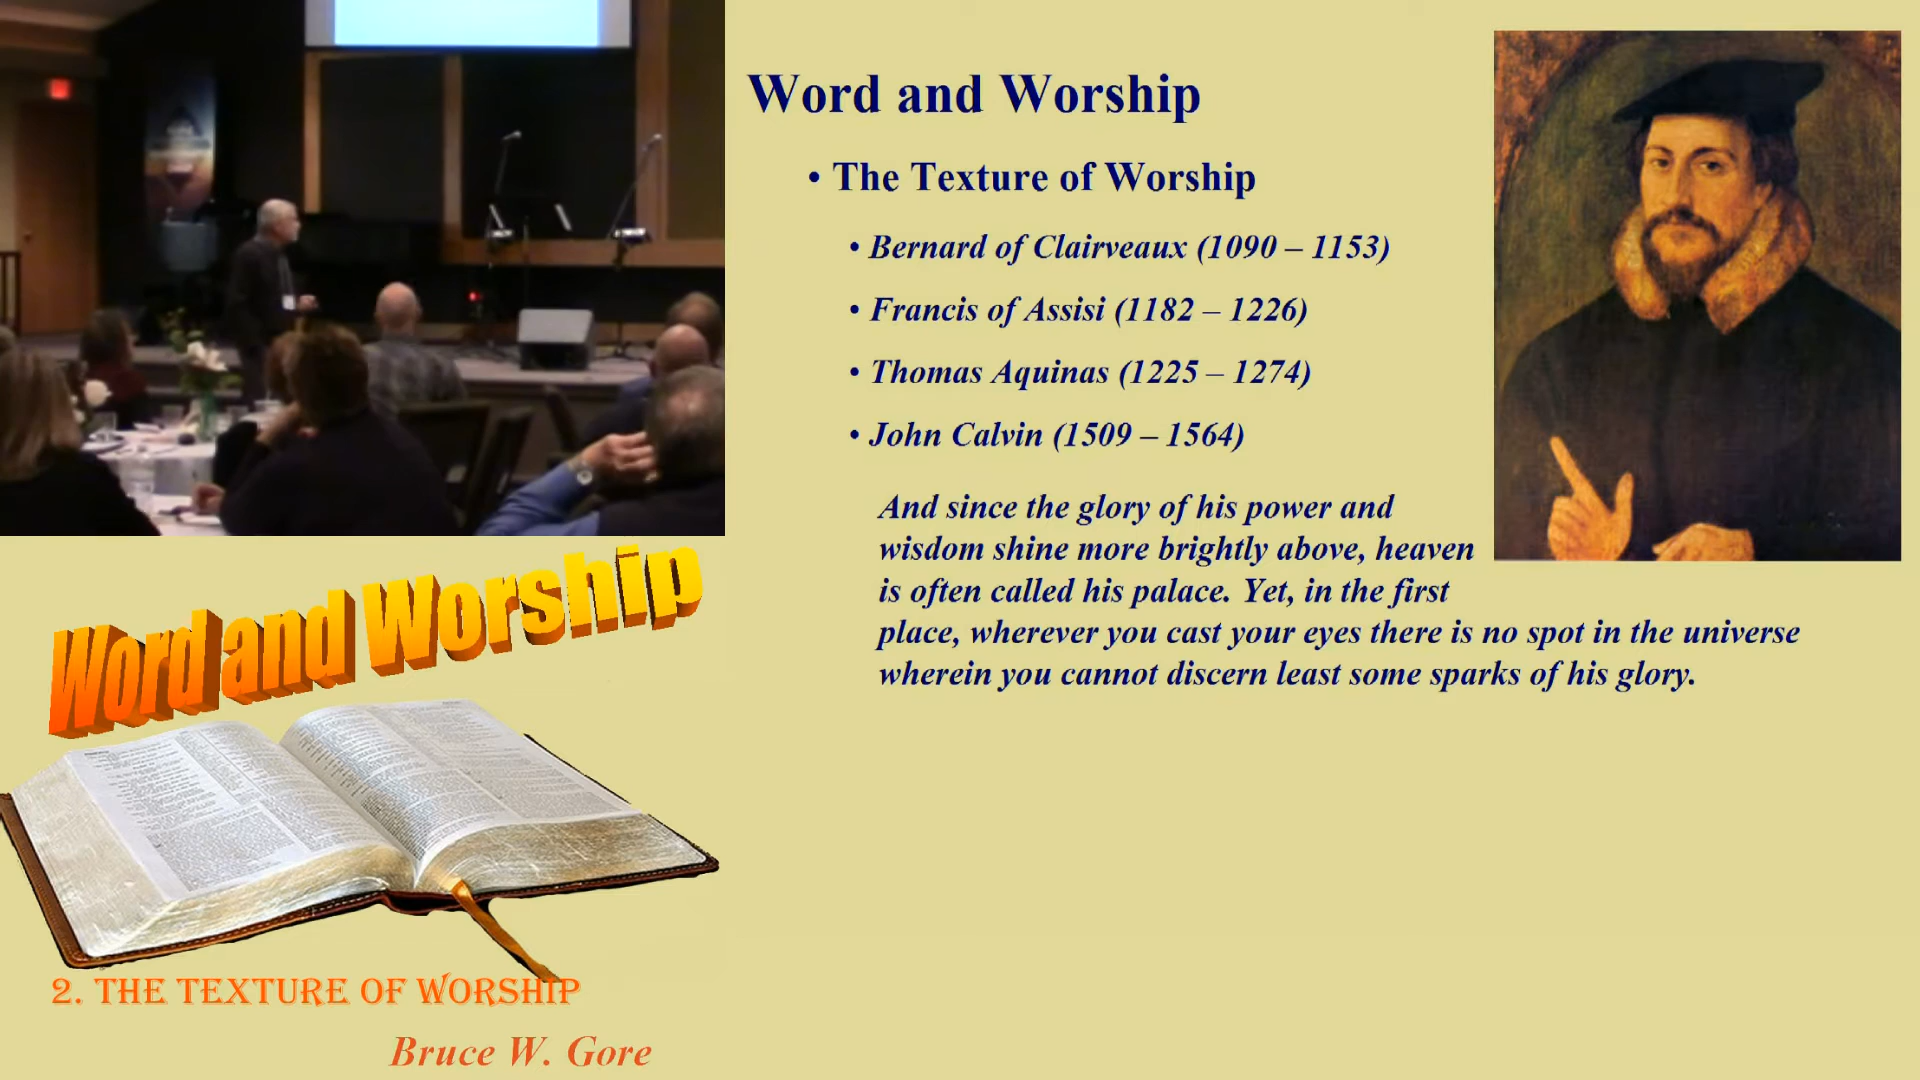 Word and Worship
• The Texture of Worship
• Bernard of Clairveaux (1090 – 1153)
• Francis of Assisi (1182 – 1226)
• Thomas Aquinas (1225 – 1274)
• John Calvin (1509 – 1564)
And since the glory of his power and
wisdom shine more brightly above, heaven
is often called his palace. Yet, in the first
place, wherever you cast your eyes there is no spot in the universe
wherein you cannot discern least some sparks of his glory.
Word and Worship
2. THE TEXTURE OF WORSHIP
Bruce W. Gore